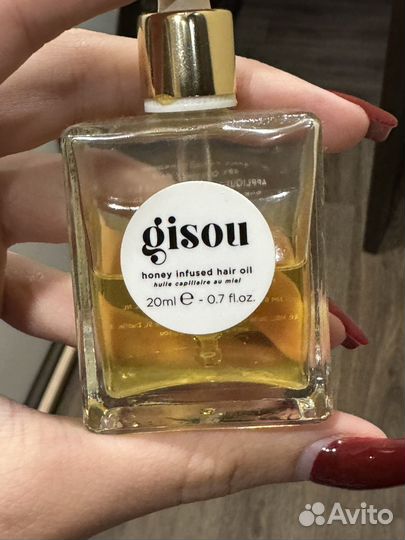 gisou
honey infused hair oil
huile capillaire au miel
20ml e - 0.7 fl.oz.
Avito